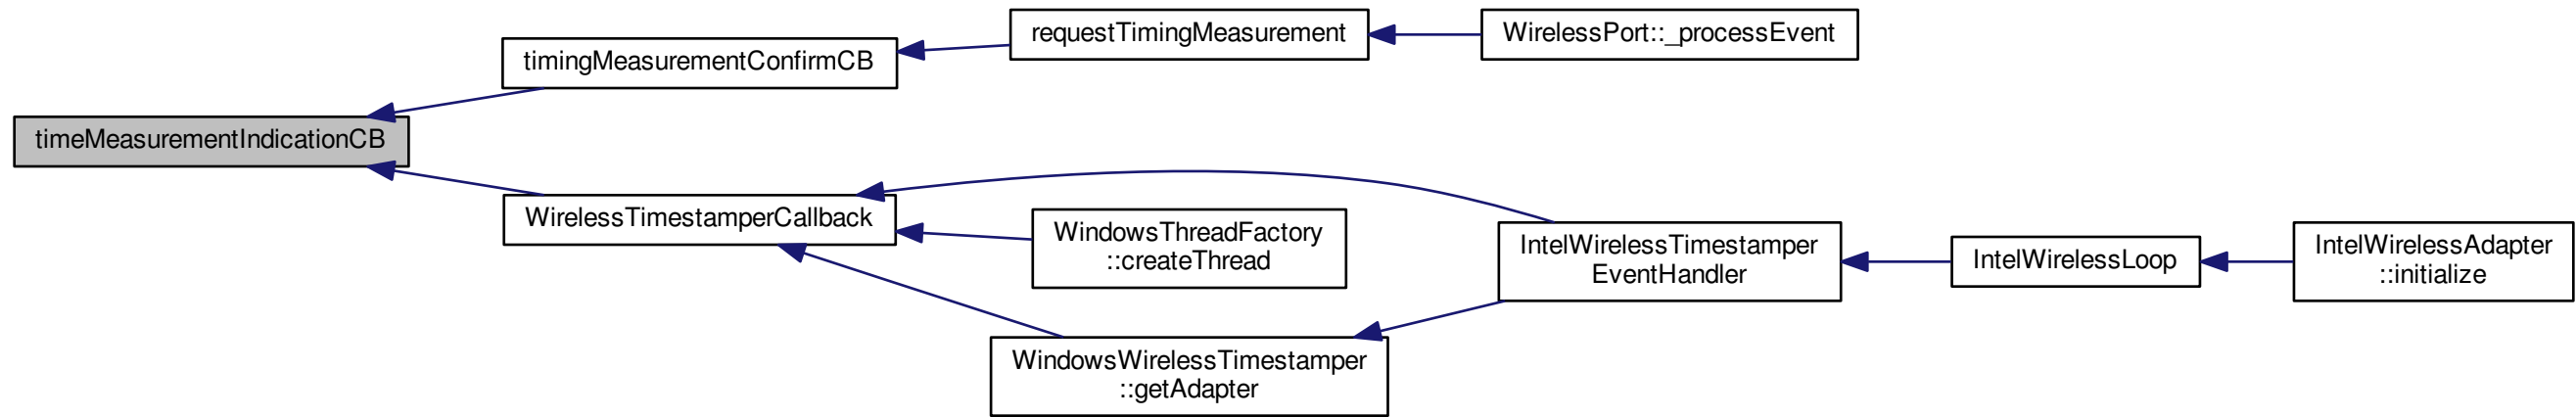 timeMeasurementIndicationCB
timingMeasurementConfirmCB
requestTimingMeasurement
WirelessPort::_processEvent
WirelessTimestamperCallback
WindowsThreadFactory
::createThread
WindowsWirelessTimestamper
::getAdapter
IntelWirelessTimestamper
EventHandler
IntelWirelessLoop
IntelWirelessAdapter
::initialize